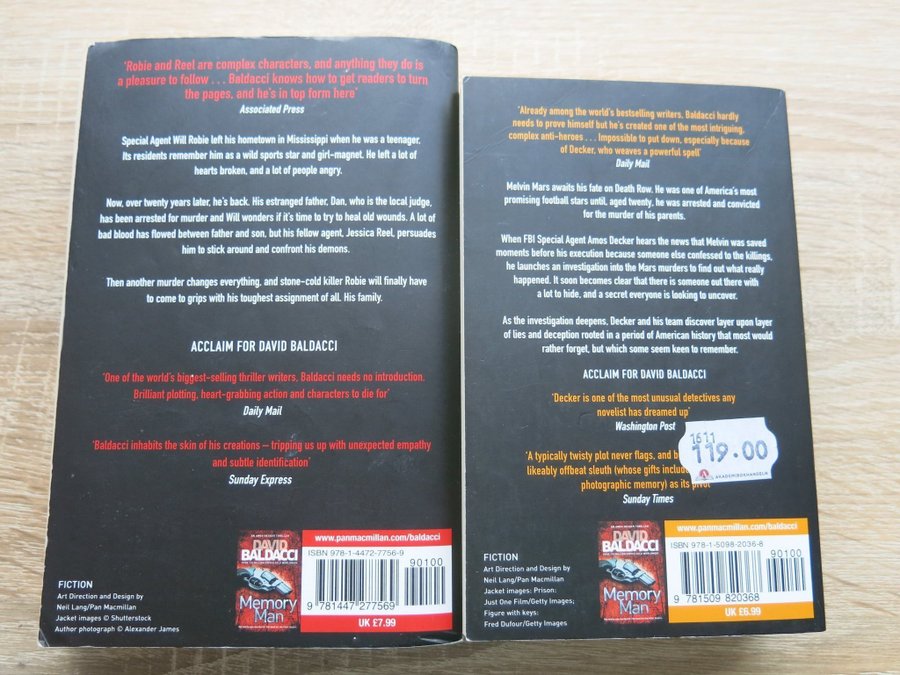 'Robie and Reel are complex characters, and anything they do is
a pleasure to follow . . . Baldacci knows how to get readers to turn
the pages, and he's in top form here'
Associated Press
Special Agent Will Robie left his hometown in Mississippi when he was a teenager.
Its residents remember him as a wild sports star and girl-magnet. He left a lot of
hearts broken, and a lot of people angry.
Now, over twenty years later, he's back. His estranged father, Dan, who is the local judge,
has been arrested for murder and Will wonders if it's time to try to heal old wounds. A lot of
bad blood has flowed between father and son, but his fellow agent, Jessica Reel, persuades
him to stick around and confront his demons.
Then another murder changes everything, and stone-cold killer Robie will finally have
to come to grips with his toughest assignment of all. His family.
ACCLAIM FOR DAVID BALDACCI
'One of the world's biggest-selling thriller writers, Baldacci needs no introduction.
Brilliant plotting, heart-grabbing action and characters to die for'
Daily Mail
'Baldacci inhabits the skin of his creations – tripping us up with unexpected empathy
and subtle identification'
Sunday Express
FICTION
Art Direction and Design by
Neil Lang/Pan Macmillan
Jacket images © Shutterstock
Author photograph © Alexander James
DAVID
BALDACCI
Memory
Man
www.panmacmillan.com/baldacci
ISBN 978-1-4472-7756-9
90100
9 781447 277569
UK £7.99
'Already among the world's bestselling writers, Baldacci hardly
needs to prove himself but he's created one of the most intriguing,
complex anti-heroes . . . Impossible to put down, especially because
of Decker, who weaves a powerful spell'
Daily Mail
Melvin Mars awaits his fate on Death Row. He was one of America's most
promising football stars until, aged twenty, he was arrested and convicted
for the murder of his parents.
When FBI Special Agent Amos Decker hears the news that Melvin was saved
moments before his execution because someone else confessed to the killings,
he launches an investigation into the Mars murders to find out what really
happened. It soon becomes clear that there is someone out there with
a lot to hide, and a secret everyone is looking to uncover.
As the investigation deepens, Decker and his team discover layer upon layer
of lies and deception rooted in a period of American history that most would
rather forget, but which some seem keen to remember.
ACCLAIM FOR DAVID BALDACCI
'Decker is one of the most unusual detectives any
novelist has dreamed up'
Washington Post
1611
119.00
AKADEMIBOKHANDELN
'A typically twisty plot never flags, and
likeably offbeat sleuth (whose gifts
photographic memory) as its pivot'
Sunday Times
FICTION
Art Direction and Design by
Neil Lang/Pan Macmillan
Jacket images: Prison:
Just One Film/Getty Images;
Figure with keys:
Fred Dufour/Getty Images
DAVID
BALDACCI
Memory
Man
www.panmacmillan.com/baldacci
ISBN 978-1-5098-2036-8
90100
9 781509 820368
UK £6.99